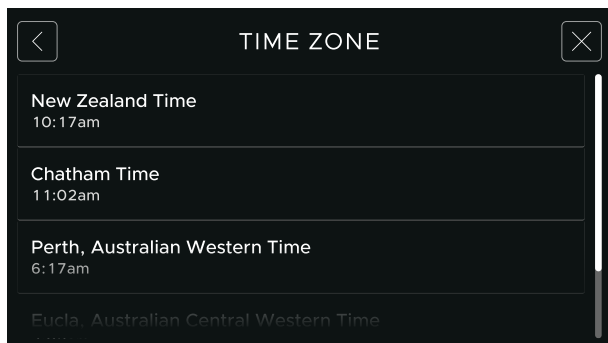 TIME ZONE
New Zealand Time
10:17am
Chatham Time
11:02am
Perth, Australian Western Time
6:17am
Eucla, Australian Central Western Time